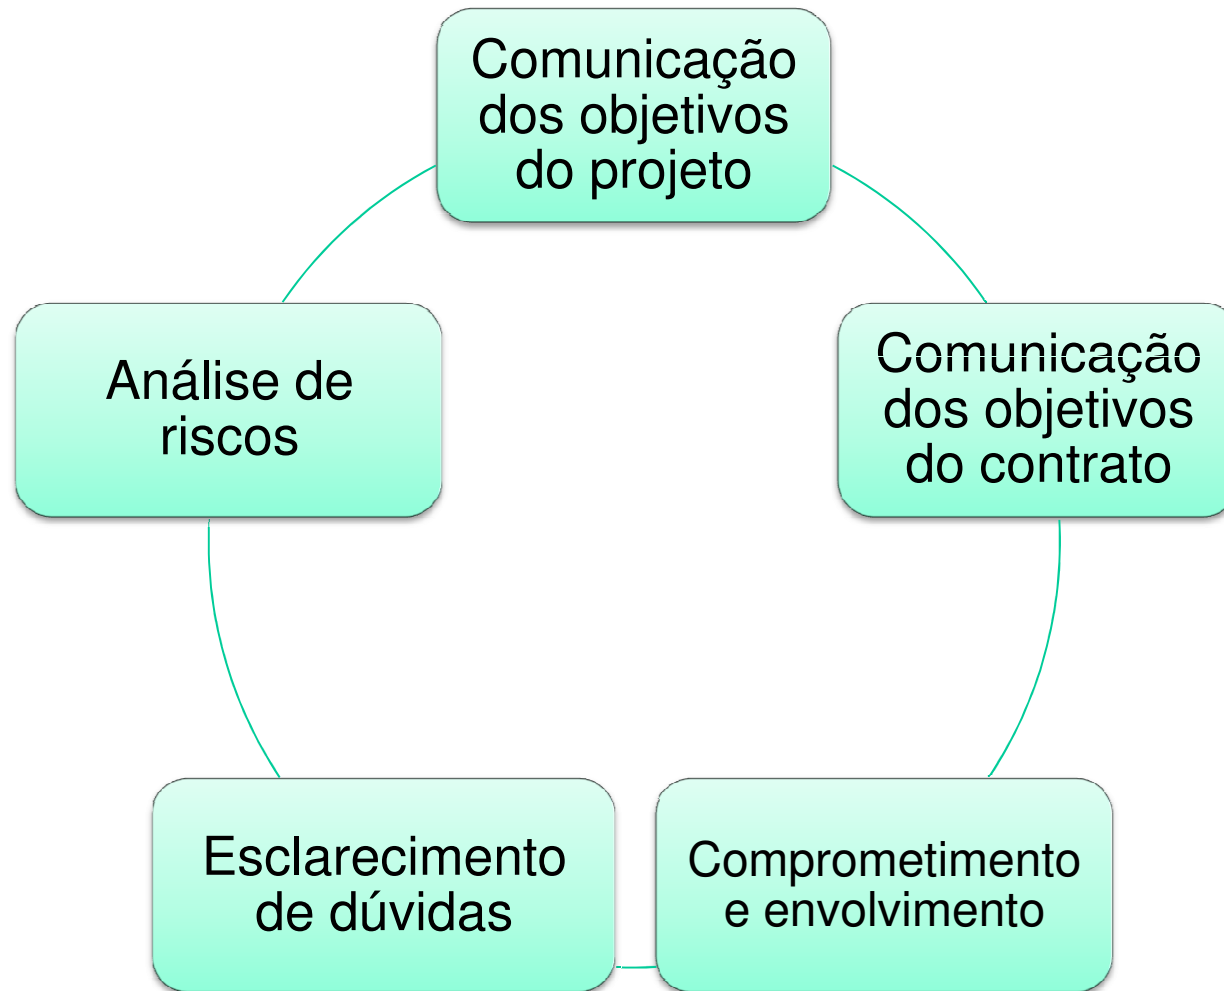 Comunicação
dos objetivos
do projeto
Comunicação
dos objetivos
do contrato
Comprometimento
e envolvimento
Esclarecimento
de dúvidas
Análise de
riscos